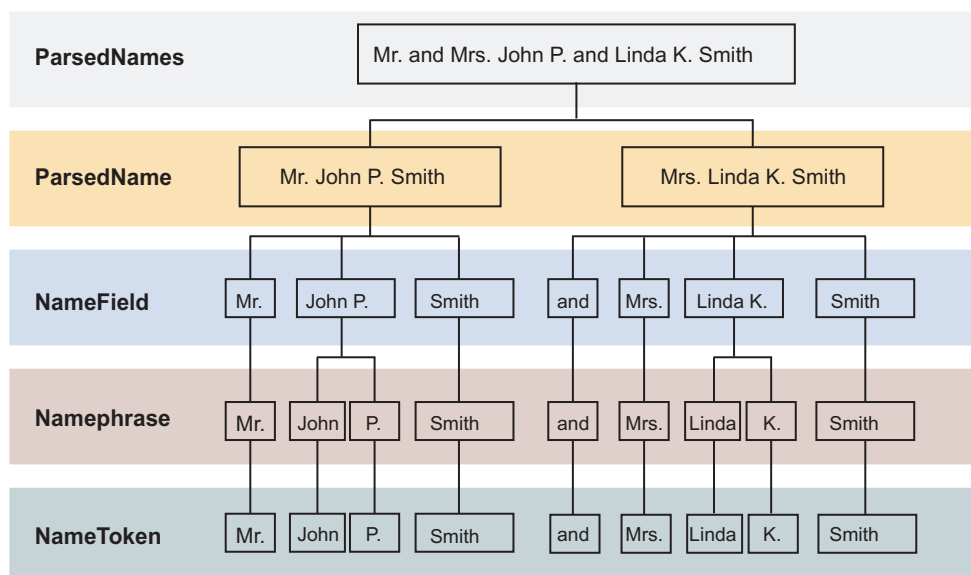 ParsedNames
Mr. and Mrs. John P. and Linda K. Smith
ParsedName
Mr. John P. Smith
Mrs. Linda K. Smith
NameField
Mr.
John P.
Smith
and
Mrs.
Linda K.
Smith
Namephrase
Mr.
John
P.
Smith
and
Mrs.
Linda
K.
Smith
NameToken
Mr.
John
P.
Smith
and
Mrs.
Linda
K.
Smith